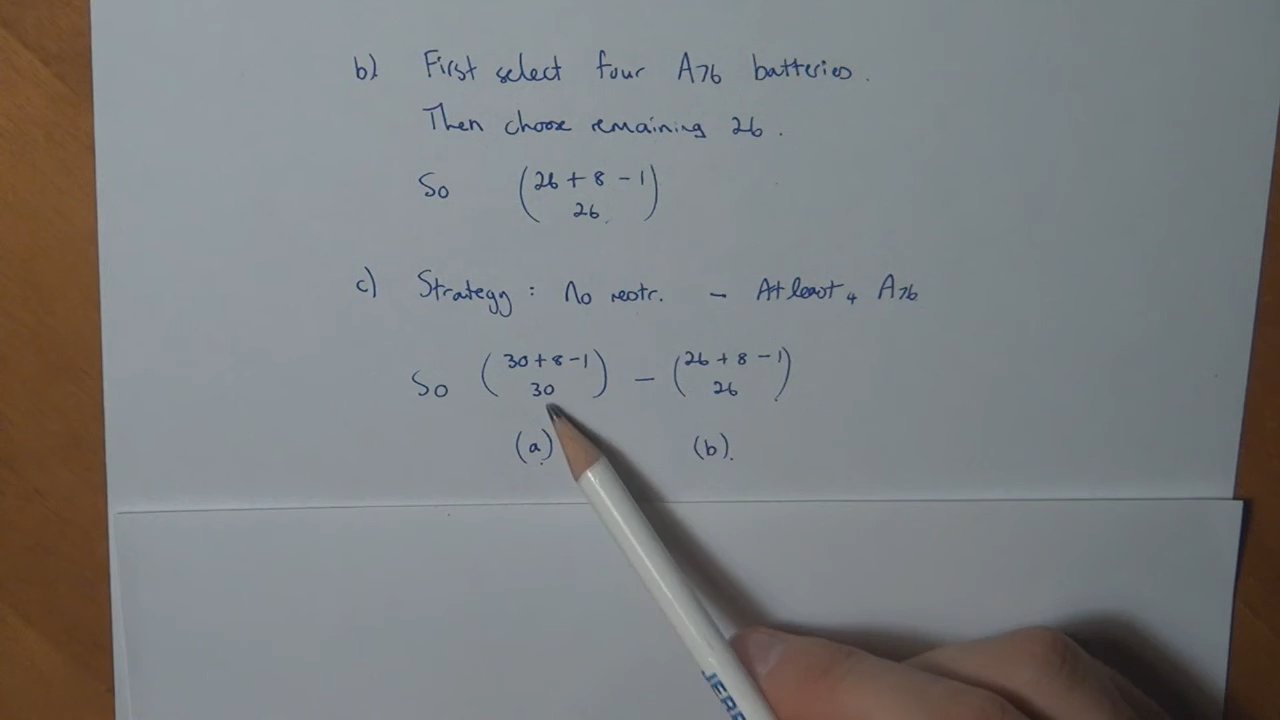 b) First select four A76 batteries.
Then choose remaining 26.
So (26 + 8 - 1
26)
c) Strategy: No restr. - At least 4 A76
So (30 + 8 - 1
30) - (26 + 8 - 1
26)
(a) (b).